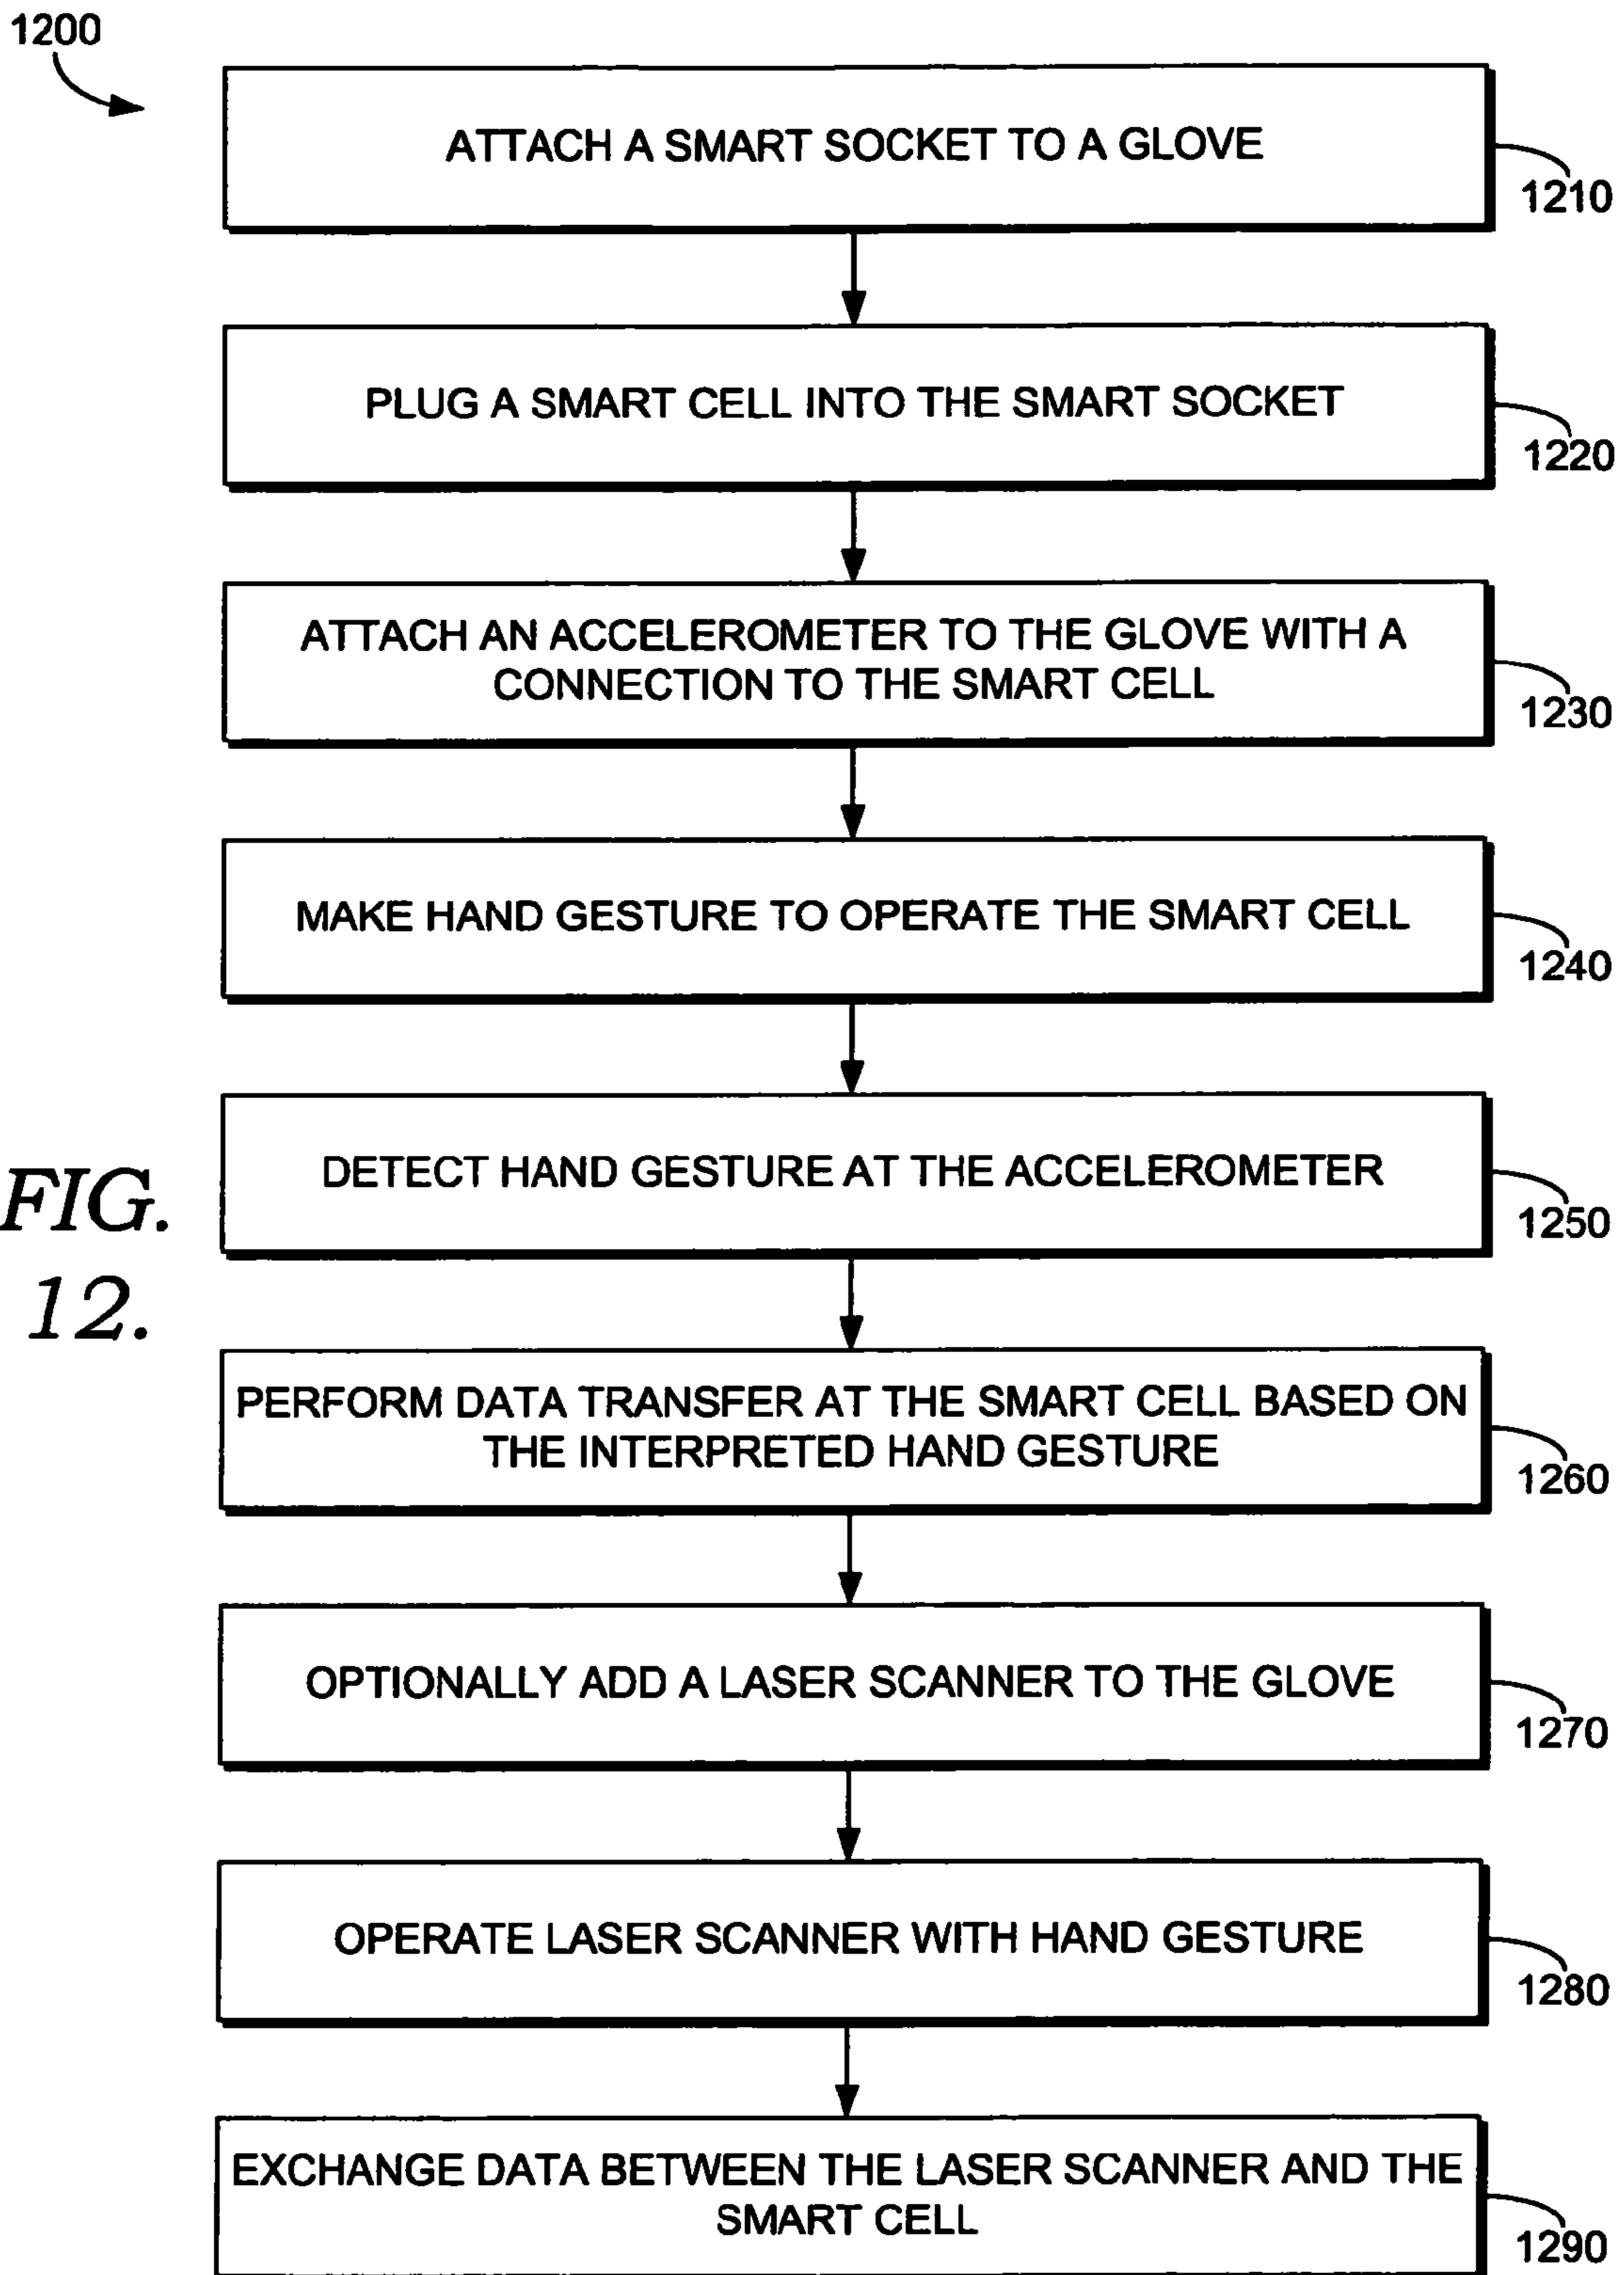 1200
ATTACH A SMART SOCKET TO A GLOVE
1210
PLUG A SMART CELL INTO THE SMART SOCKET
1220
ATTACH AN ACCELEROMETER TO THE GLOVE WITH A
CONNECTION TO THE SMART CELL
1230
MAKE HAND GESTURE TO OPERATE THE SMART CELL
1240
DETECT HAND GESTURE AT THE ACCELEROMETER
1250
FIG.
12.
PERFORM DATA TRANSFER AT THE SMART CELL BASED ON
THE INTERPRETED HAND GESTURE
1260
OPTIONALLY ADD A LASER SCANNER TO THE GLOVE
1270
OPERATE LASER SCANNER WITH HAND GESTURE
1280
EXCHANGE DATA BETWEEN THE LASER SCANNER AND THE
SMART CELL
1290